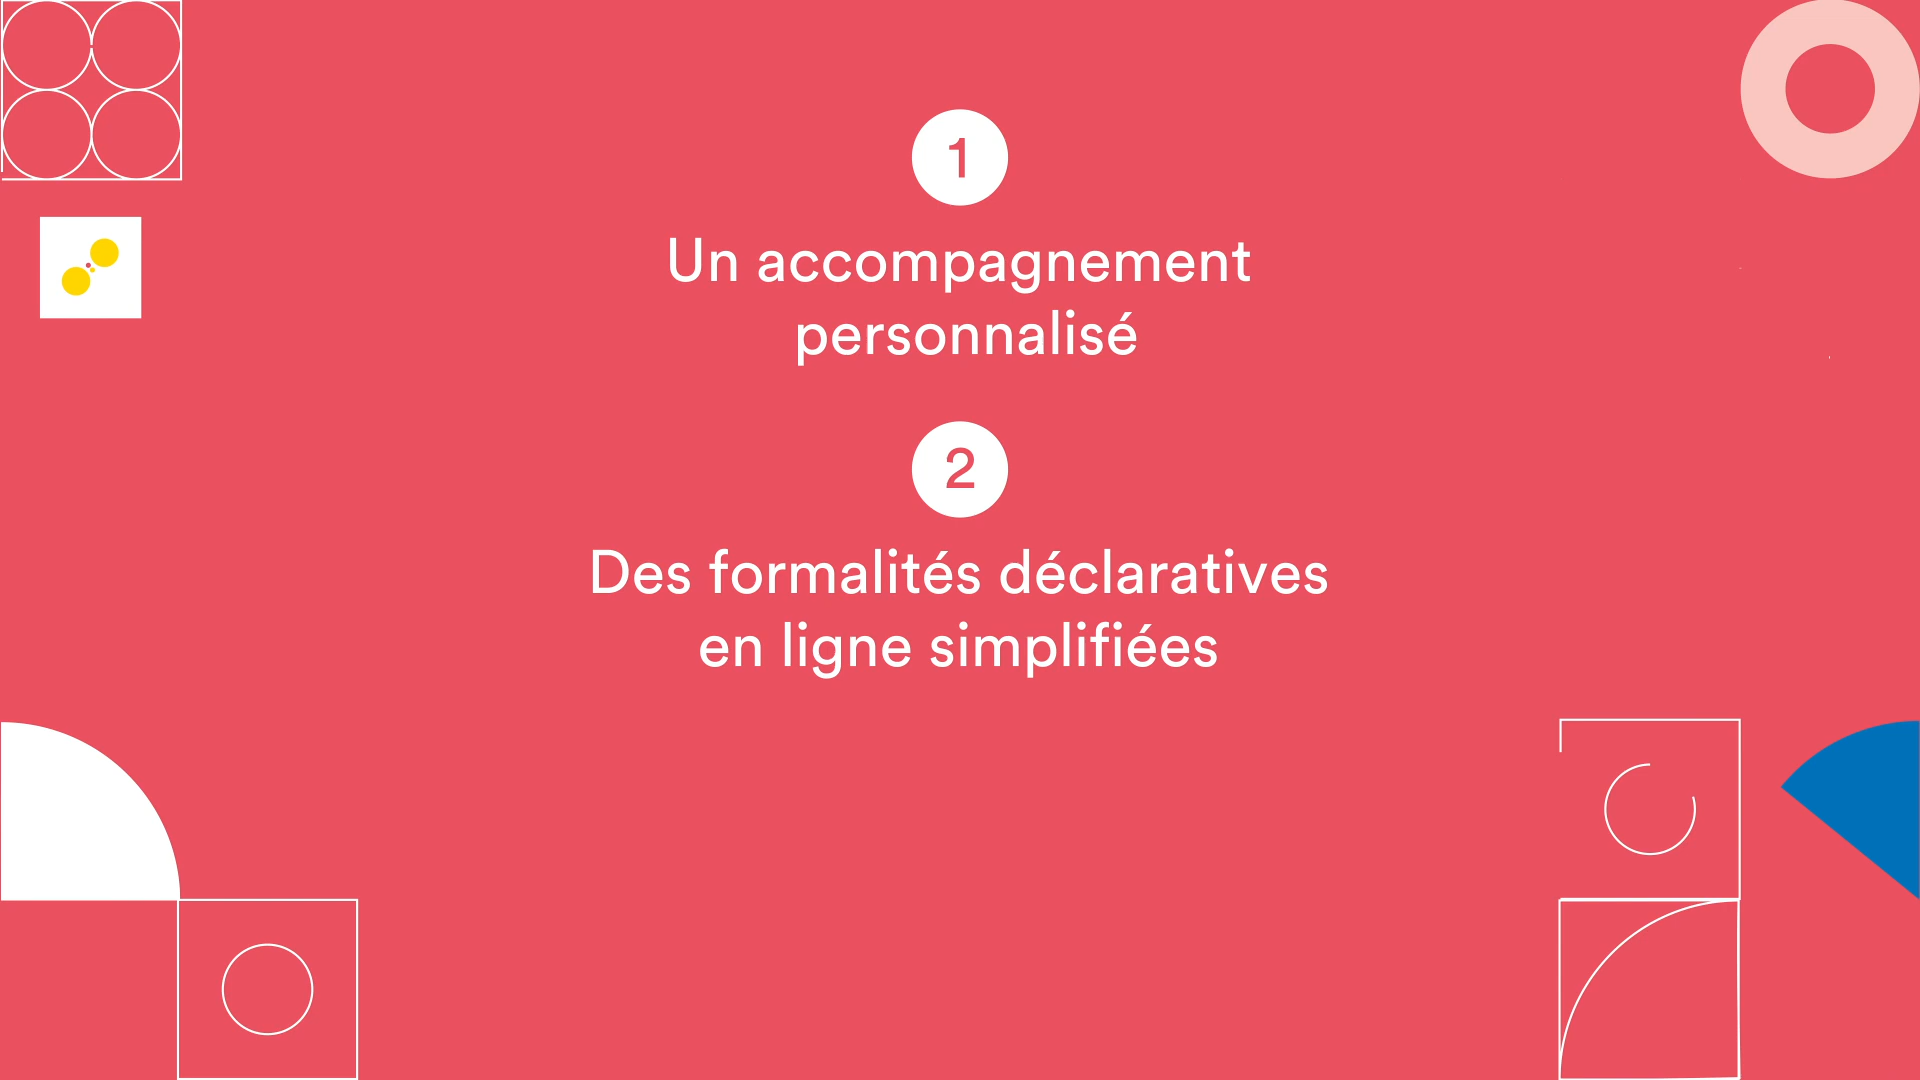 1
Un accompagnement
personnalisé
2
Des formalités déclaratives
en ligne simplifiées